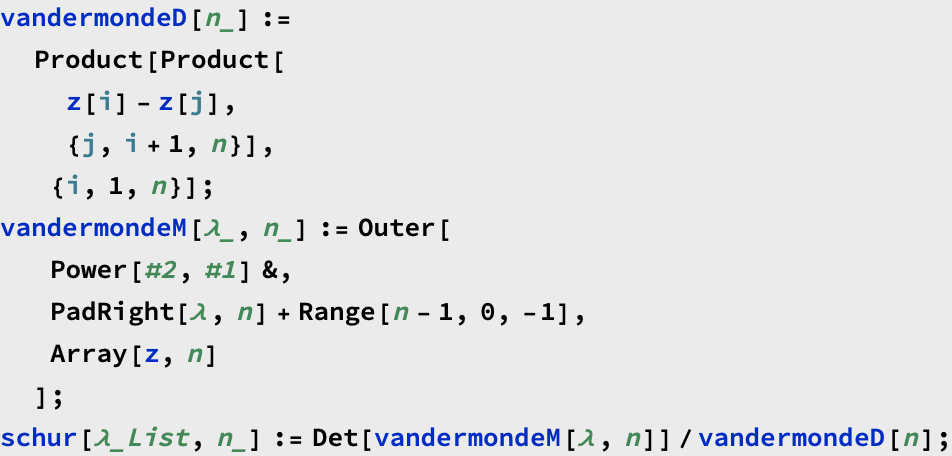 vandermondeD[n_] :=
Product[Product[
z[i] - z[j],
{j, i + 1, n}],
{i, 1, n}];
vandermondeM[λ_, n_] := Outer[
Power[#2, #1] &,
PadRight[λ, n] + Range[n - 1, 0, -1],
Array[z, n]
];
schur[λ_List, n_] := Det[vandermondeM[λ, n]] / vandermondeD[n];